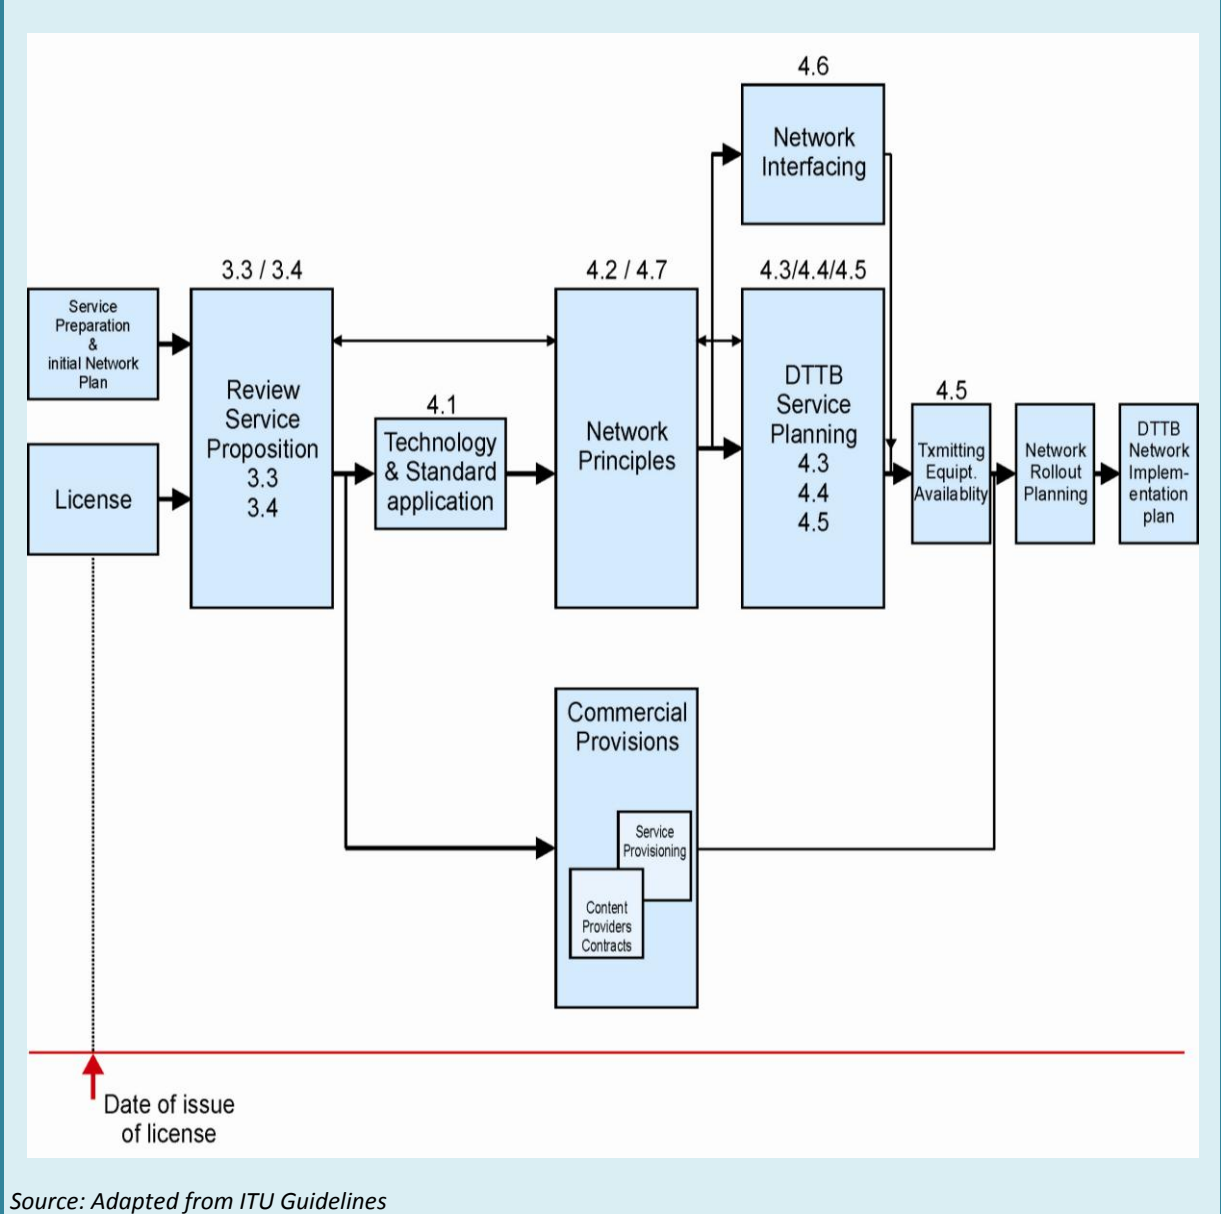 4.6
Network
Interfacing
3.3 / 3.4
4.2 / 4.7
4.3/4.4/4.5
Service
Preparation
&
initial Network
Plan
License
Review
Service
Proposition
3.3
3.4
4.1
Technology
& Standard
application
Network
Principles
DTTB
Service
Planning
4.3
4.4
4.5
4.5
Txmitting
Equipt.
Availablity
Network
Rollout
Planning
DTTB
Network
Implem-
entation
plan
Commercial
Provisions
Service
Provisioning
Content
Providers
Contracts
Date of issue
of license
Source: Adapted from ITU Guidelines